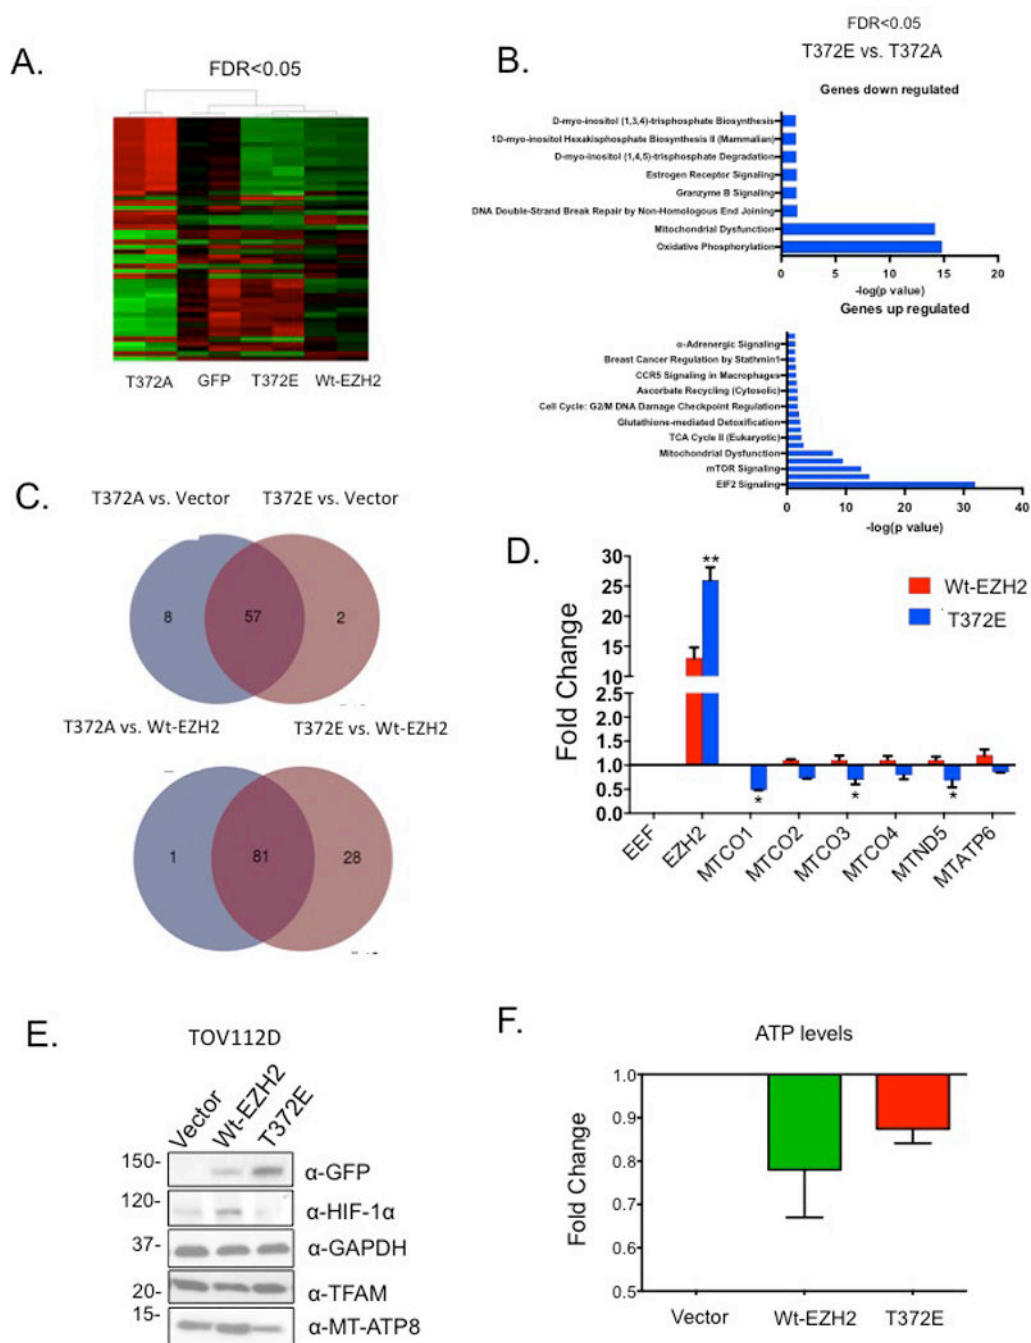 A.
FDR<0.05
T372A GFP T372E Wt-EZH2
B.
FDR<0.05
T372E vs. T372A
Genes down regulated
D-myo-inositol (1,3,4)-trisphosphate Biosynthesis
1D-myo-inositol Hexakisphosphate Biosynthesis II (Mammalian)
D-myo-inositol (1,4,5)-trisphosphate Degradation
Estrogen Receptor Signaling
Granzyme B Signaling
DNA Double-Strand Break Repair by Non-Homologous End Joining
Mitochondrial Dysfunction
Oxidative Phosphorylation
0 5 10 15 20
-log(p value)
Genes up regulated
α-Adrenergic Signaling
Breast Cancer Regulation by Stathmin1
CCR5 Signaling in Macrophages
Ascorbate Recycling (Cytosolic)
Cell Cycle: G2/M DNA Damage Checkpoint Regulation
Glutathione-mediated Detoxification
TCA Cycle II (Eukaryotic)
Mitochondrial Dysfunction
mTOR Signaling
EIF2 Signaling
0 10 20 30 40
-log(p value)
C.
T372A vs. Vector T372E vs. Vector
8 57 2
T372A vs. Wt-EZH2 T372E vs. Wt-EZH2
1 81 28
D.
Fold Change
30
25
20
15
10
2.5
2.0
1.5
1.0
0.5
0.0
**
* * *
Wt-EZH2
T372E
EEF EZH2 MTCO1 MTCO2 MTCO3 MTCO4 MTND5 MTATP6
E.
TOV112D
Vector Wt-EZH2 T372E
150- α-GFP
120- α-HIF-1α
37- α-GAPDH
20- α-TFAM
15- α-MT-ATP8
F.
ATP levels
Fold Change
1.0
0.9
0.8
0.7
0.6
0.5
Vector Wt-EZH2 T372E